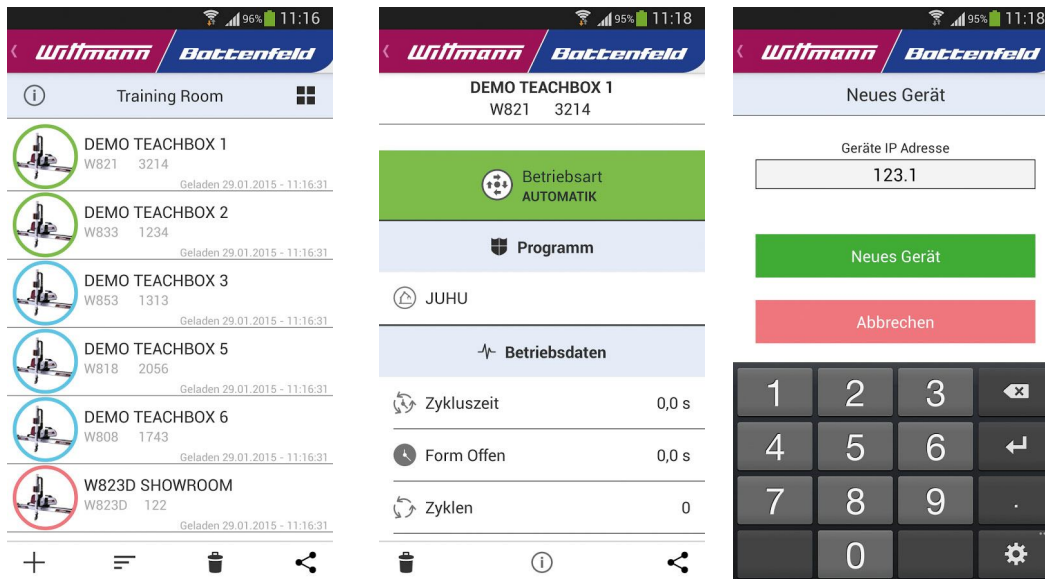 96% 11:16
Wittmann Battenfeld
Training Room
DEMO TEACHBOX 1
W821 3214
Geladen 29.01.2015 - 11:16:31
DEMO TEACHBOX 2
W833 1234
Geladen 29.01.2015 - 11:16:31
DEMO TEACHBOX 3
W853 1313
Geladen 29.01.2015 - 11:16:31
DEMO TEACHBOX 5
W818 2056
Geladen 29.01.2015 - 11:16:31
DEMO TEACHBOX 6
W808 1743
Geladen 29.01.2015 - 11:16:31
W823D SHOWROOM
W823D 122
Geladen 29.01.2015 - 11:16:31
95% 11:18
Wittmann Battenfeld
DEMO TEACHBOX 1
W821 3214
Betriebsart
AUTOMATIK
Programm
JUHU
Betriebsdaten
Zykluszeit 0,0 s
Form Offen 0,0 s
Zyklen 0
95% 11:18
Wittmann Battenfeld
Neues Gerät
Geräte IP Adresse
123.1
Neues Gerät
Abbrechen
1 2 3
4 5 6
7 8 9 .
0